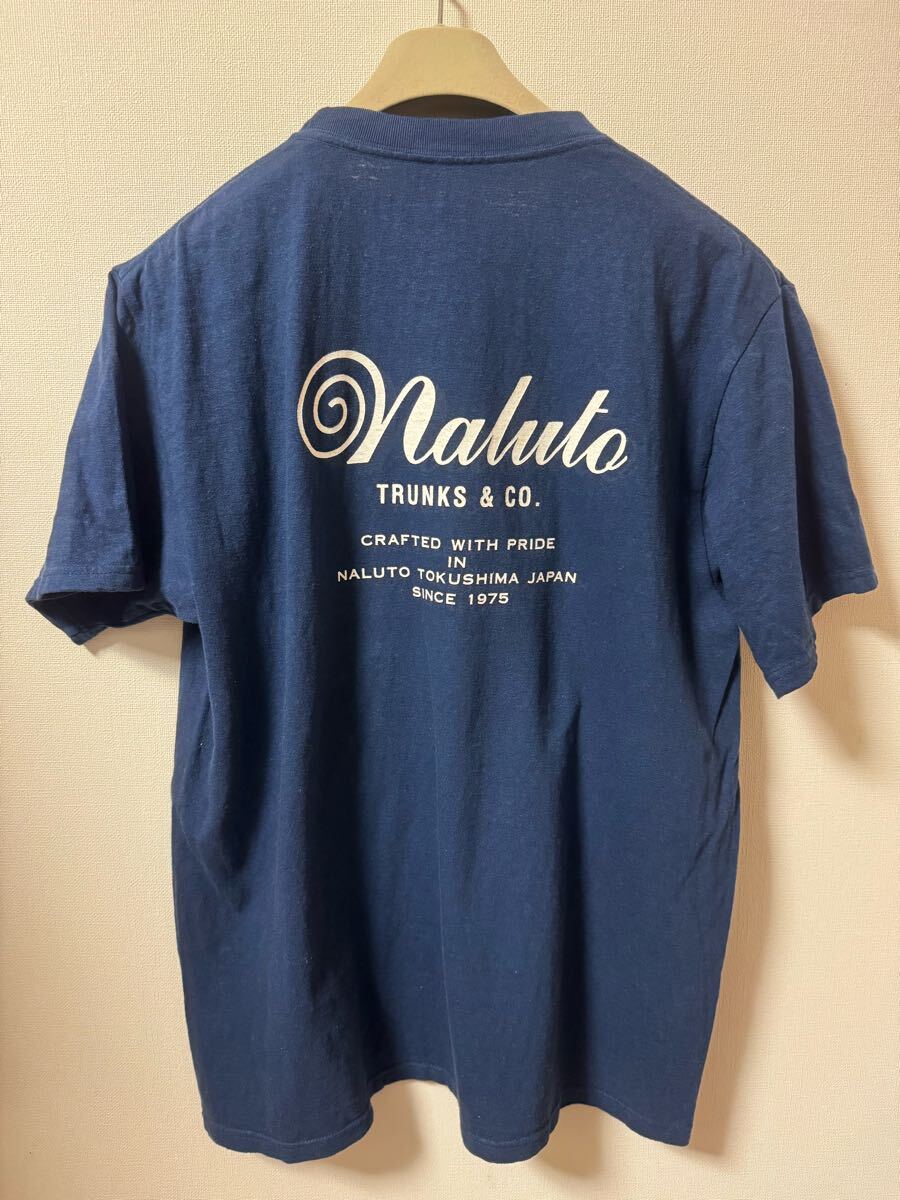 Naluto
TRUNKS & CO.
CRAFTED WITH PRIDE
IN
NALUTO TOKUSHIMA JAPAN
SINCE 1975